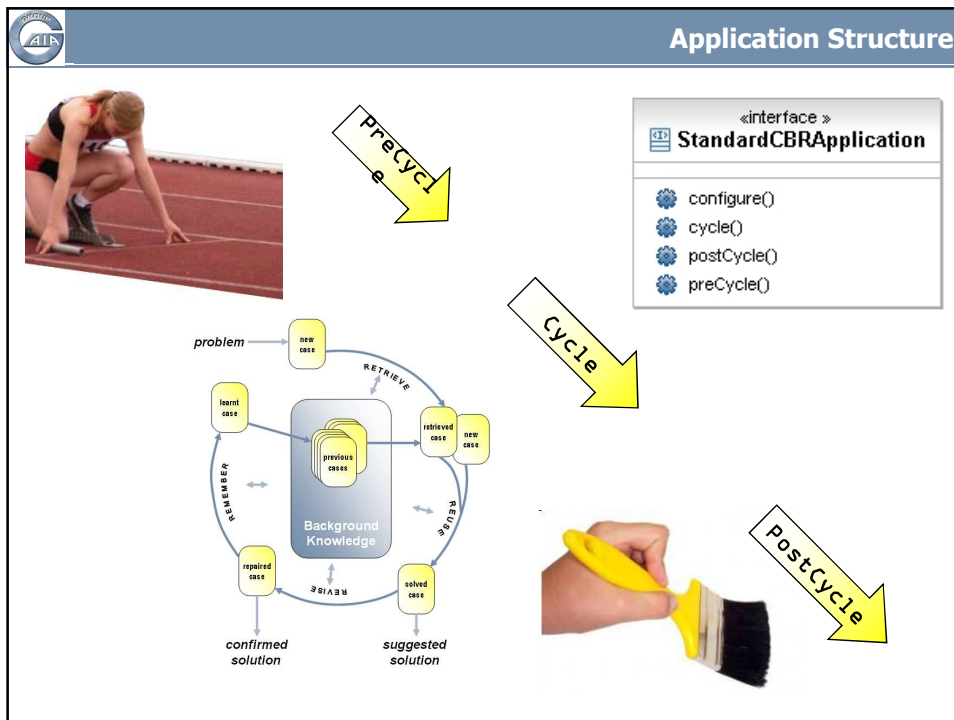 GROUP
GAIA
Application Structure
PreCycl
e
«interface »
StandardCBRApplication
configure()
cycle()
postCycle()
preCycle()
Cycle
problem
new
case
RETRIEVE
learnt
case
retrieved
case
new
case
previous
cases
REMEMBER
REUSE
Background
Knowledge
repaired
case
REVISE
solved
case
confirmed
solution
suggested
solution
PostCycle